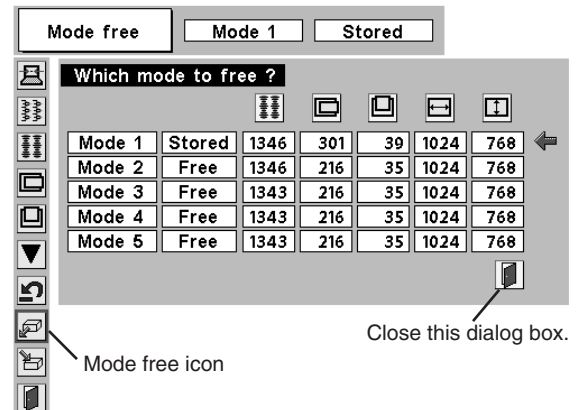 Mode free Mode 1 Stored
Which mode to free ?
Mode 1 Stored 1346 301 39 1024 768
Mode 2 Free 1346 216 35 1024 768
Mode 3 Free 1343 216 35 1024 768
Mode 4 Free 1343 216 35 1024 768
Mode 5 Free 1343 216 35 1024 768
Close this dialog box.
Mode free icon